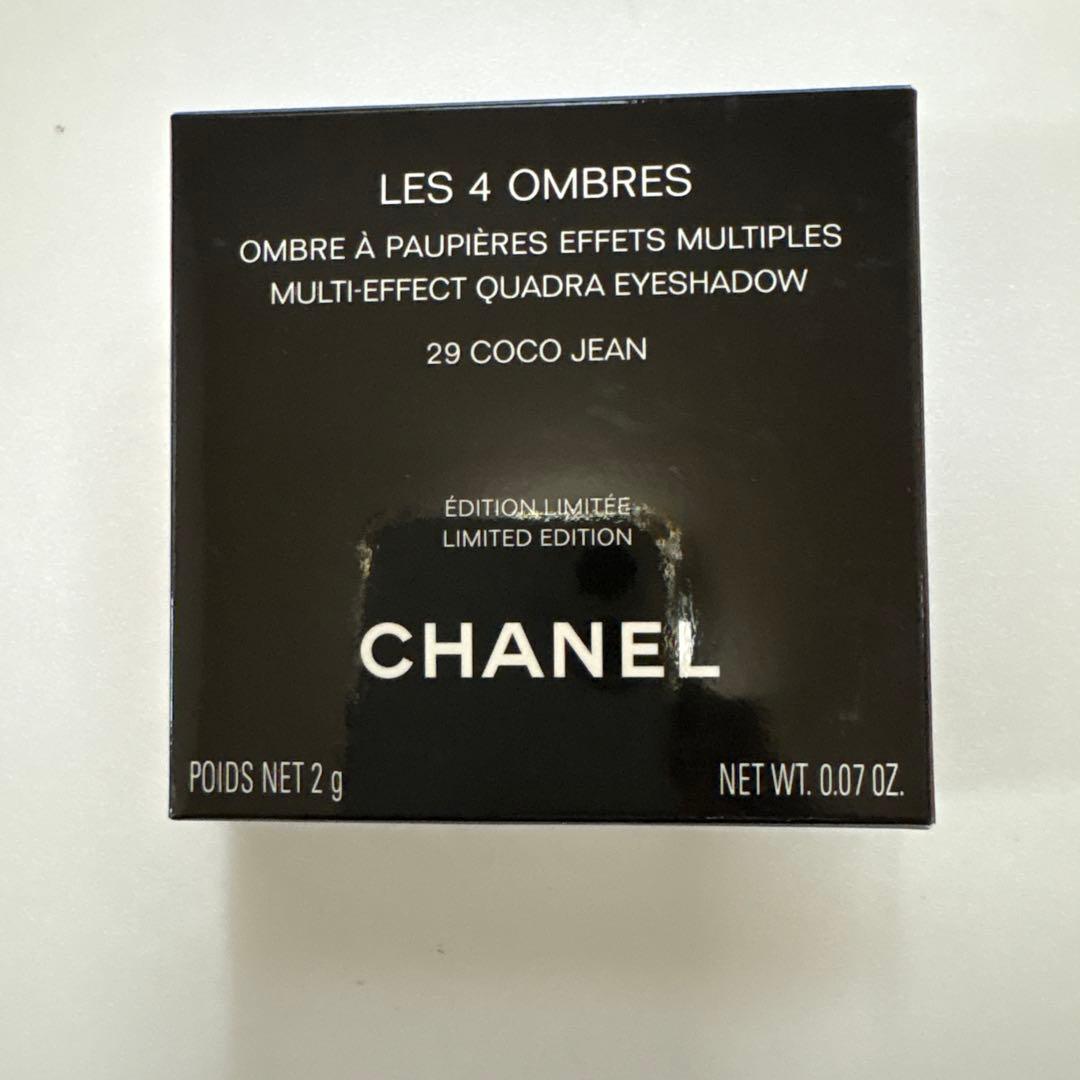 LES 4 OMBRES
OMBRE À PAUPIÈRES EFFETS MULTIPLES
MULTI-EFFECT QUADRA EYESHADOW
29 COCO JEAN
ÉDITION LIMITÉE
LIMITED EDITION
CHANEL
POIDS NET 2 g
NET WT. 0.07 OZ.